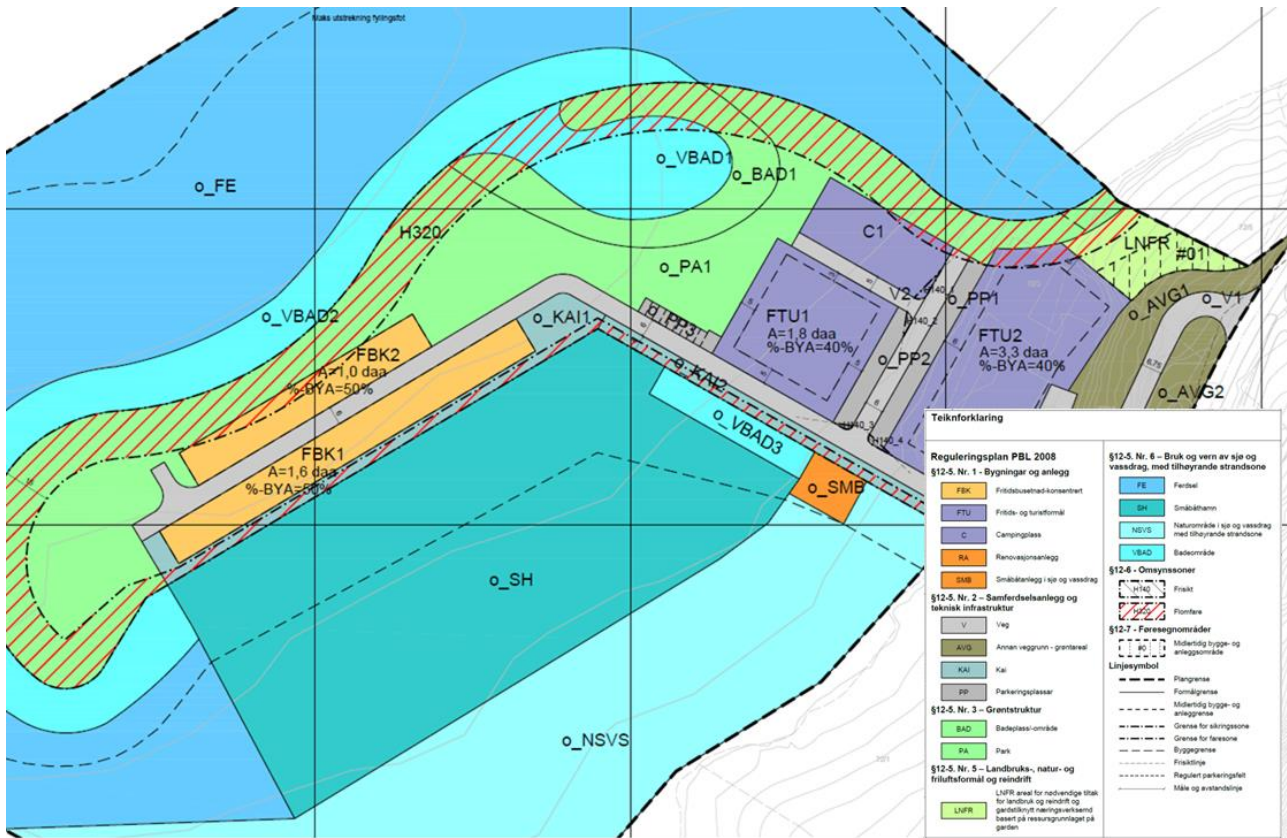 Maks utstrekning fyllingsfot
o_FE
o_VBAD1
o_BAD1
H320
C1
LNFR #01
o_PA1
V2
H140_1
o_PP1
o_AVG1
o_V1
o_VBAD2
o_KAI1
o_PP3
FTU1
A=1,8 daa
%-BYA=40%
H140_2
o_PP2
FTU2
A=3,3 daa
%-BYA=40%
FBK2
A=1,0 daa
%-BYA=50%
o_KAI2
6,75
o_AVG2
o_VBAD3
H140_3
H140_4
FBK1
A=1,6 daa
%-BYA=50%
o_SMB
o_SH
o_NSVS
Teiknforklaring
Reguleringsplan PBL 2008
§12-5. Nr. 1 - Bygningar og anlegg
FBK Fritidsbusetnad-konsentrert
FTU Fritids- og turistformål
C Campingplass
RA Renovasjonsanlegg
SMB Småbåtanlegg i sjø og vassdrag
§12-5. Nr. 2 – Samferdselsanlegg og
teknisk infrastruktur
V Veg
AVG Annan veggrunn - grøntareal
KAI Kai
PP Parkeringsplassar
§12-5. Nr. 3 – Grøntstruktur
BAD Badeplass/-område
PA Park
§12-5. Nr. 5 – Landbruks-, natur- og
friluftsformål og reindrift
LNFR LNFR areal for nødvendige tiltak
for landbruk og reindrift og
gardstilknytt næringsverksemd
basert på ressursgrunnlaget på
garden
§12-5. Nr. 6 – Bruk og vern av sjø og
vassdrag, med tilhøyrande strandsone
FE Ferdsel
SH Småbåthamn
NSVS Naturområde i sjø og vassdrag
med tilhøyrande strandsone
VBAD Badeområde
§12-6 - Omsynssoner
H140 Frisikt
H320 Flomfare
§12-7 - Føresegnområder
#0 Midlertidig bygge- og
anleggsområde
Linjesymbol
Plangrense
Formålgrense
Midlertidig bygge- og
anleggrense
Grense for sikringssone
Grense for faresone
Byggegrense
Frisiktlinje
Regulert parkeringsfelt
Måle og avstandslinje